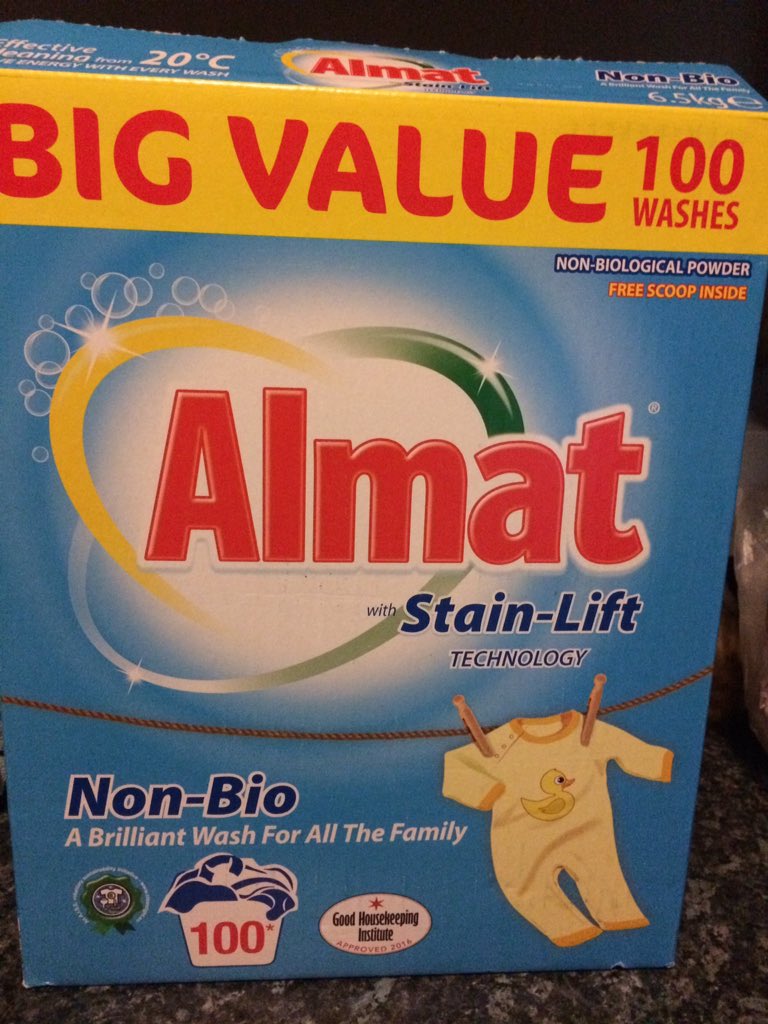 Effective
Cleaning from 20°C
ENERGY WITH EVERY WASH
Almat
Stain-Lift
Non-Bio
A Brilliant Wash For All The Family
6.5kg e
BIG VALUE 100
WASHES
NON-BIOLOGICAL POWDER
FREE SCOOP INSIDE
Almat®
with Stain-Lift
TECHNOLOGY
Non-Bio
A Brilliant Wash For All The Family
100*
Good Housekeeping
Institute
APPROVED 2016